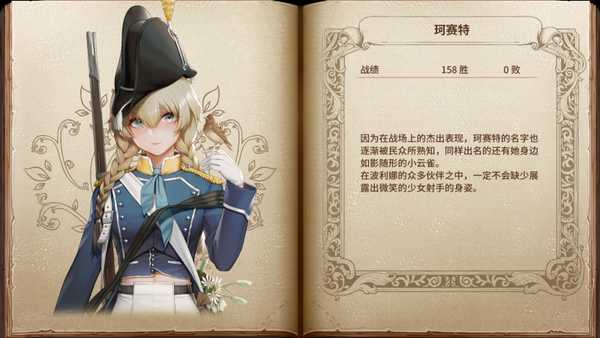 珂赛特
战绩 158 胜 0 败
因为在战场上的杰出表现，珂赛特的名字也
逐渐被民众所熟知，同样出名的还有她身边
如影随形的小云雀。
在波利娜的众多伙伴之中，一定不会缺少展
露出微笑的少女射手的身姿。